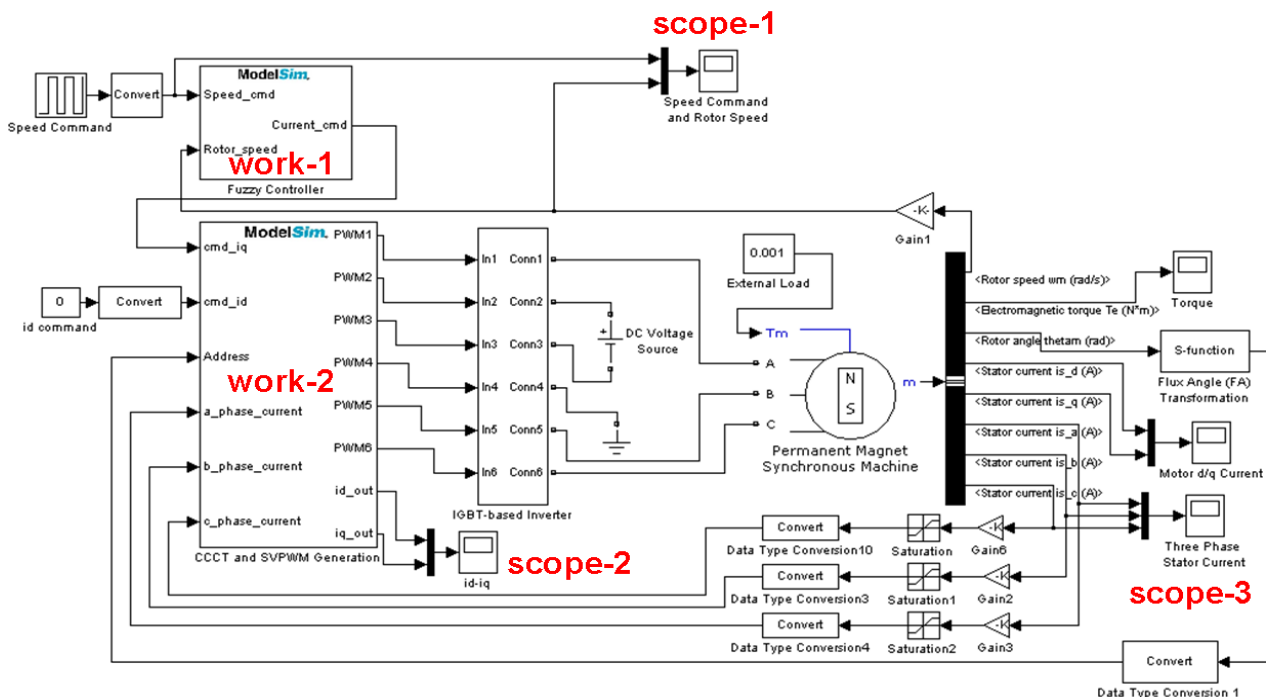 scope-1
ModelSim
Speed_cmd
Current_cmd
Rotor_speed
work-1
Fuzzy Controller
Convert
Speed Command
Speed Command
and Rotor Speed
-K-
Gain1
ModelSim
PWM1
cmd_iq
PWM2
cmd_id
PWM3
Address
PWM4
work-2
PWM5
a_phase_current
PWM6
b_phase_current
id_out
c_phase_current
iq_out
CCCT and SVPWM Generation
0
id command
Convert
In1 Conn1
In2 Conn2
In3 Conn3
In4 Conn4
In5 Conn5
In6 Conn6
IGBT-based Inverter
+
DC Voltage
Source
0.001
External Load
Tm
A
B
C
N
S
m
Permanent Magnet
Synchronous Machine
<Rotor speed wm (rad/s)>
<Electromagnetic torque Te (N*m)>
<Rotor angle thetam (rad)>
<Stator current is_d (A)>
<Stator current is_q (A)>
<Stator current is_a (A)>
<Stator current is_b (A)>
<Stator current is_c (A)>
Torque
S-function
Flux Angle (FA)
Transformation
Motor d/q Current
Three Phase
Stator Current
scope-3
id-iq
scope-2
Convert
Data Type Conversion10
Saturation
-K-
Gain6
Convert
Data Type Conversion3
Saturation1
-K-
Gain2
Convert
Data Type Conversion4
Saturation2
-K-
Gain3
Convert
Data Type Conversion 1